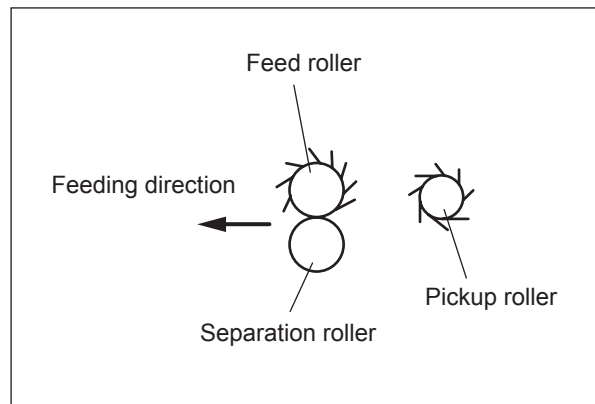 Feed roller
Feeding direction
Pickup roller
Separation roller